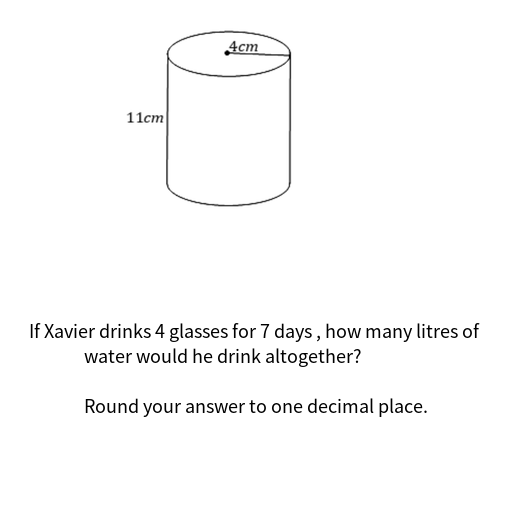 4cm
11cm
If Xavier drinks 4 glasses for 7 days , how many litres of
water would he drink altogether?
Round your answer to one decimal place.